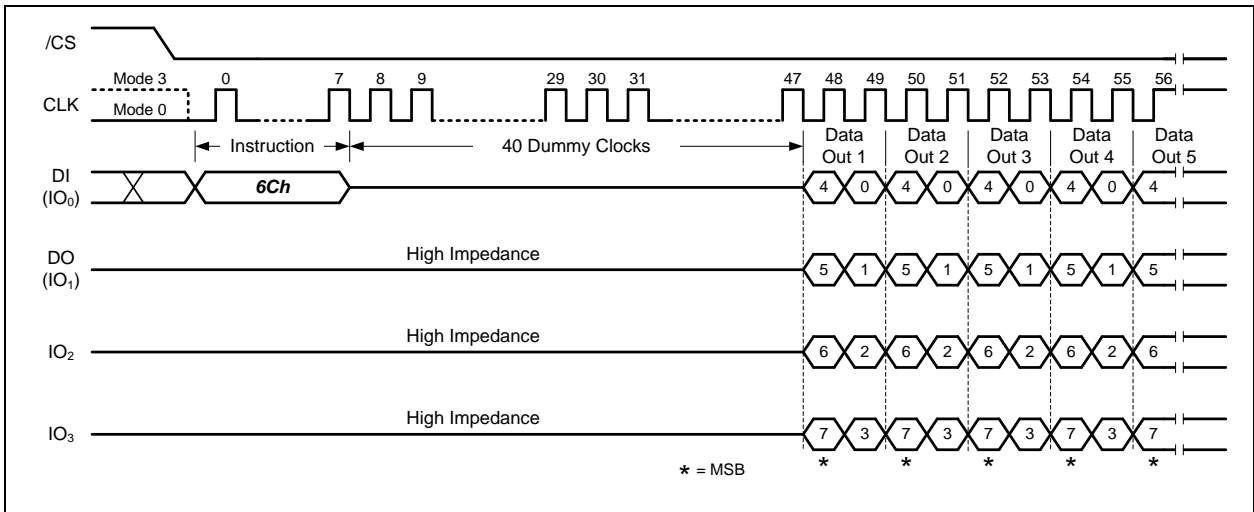 /CS
Mode 3 0 7 8 9 29 30 31 47 48 49 50 51 52 53 54 55 56
CLK
Mode 0
Instruction 40 Dummy Clocks Data Out 1 Data Out 2 Data Out 3 Data Out 4 Data Out 5
DI (IO₀) 6Ch 4 0 4 0 4 0 4 0 4
High Impedance
DO (IO₁) 5 1 5 1 5 1 5 1 5
High Impedance
IO₂ 6 2 6 2 6 2 6 2 6
High Impedance
IO₃ 7 3 7 3 7 3 7 3 7
* * * * *
* = MSB